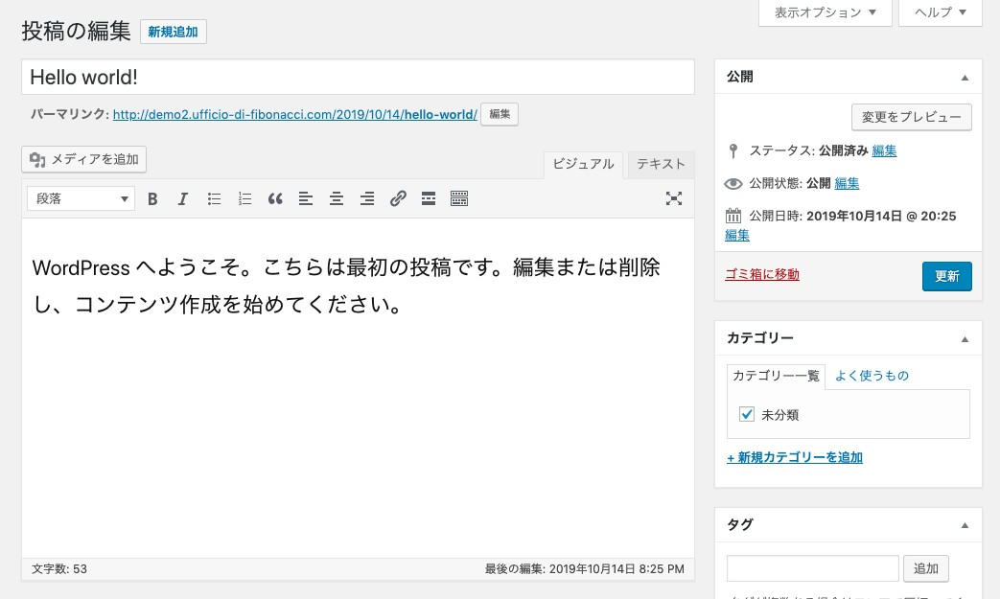 投稿の編集 新規追加
表示オプション ▼ ヘルプ ▼
Hello world!
パーマリンク: http://demo2.ufficio-di-fibonacci.com/2019/10/14/hello-world/ 編集
メディアを追加
ビジュアル テキスト
段落 B I
WordPress へようこそ。こちらは最初の投稿です。編集または削除
し、コンテンツ作成を始めてください。
文字数: 53 最後の編集: 2019年10月14日 8:25 PM
公開
変更をプレビュー
ステータス: 公開済み 編集
公開状態: 公開 編集
公開日時: 2019年10月14日 @ 20:25
編集
ゴミ箱に移動 更新
カテゴリー
カテゴリー一覧 よく使うもの
未分類
+ 新規カテゴリーを追加
タグ
追加